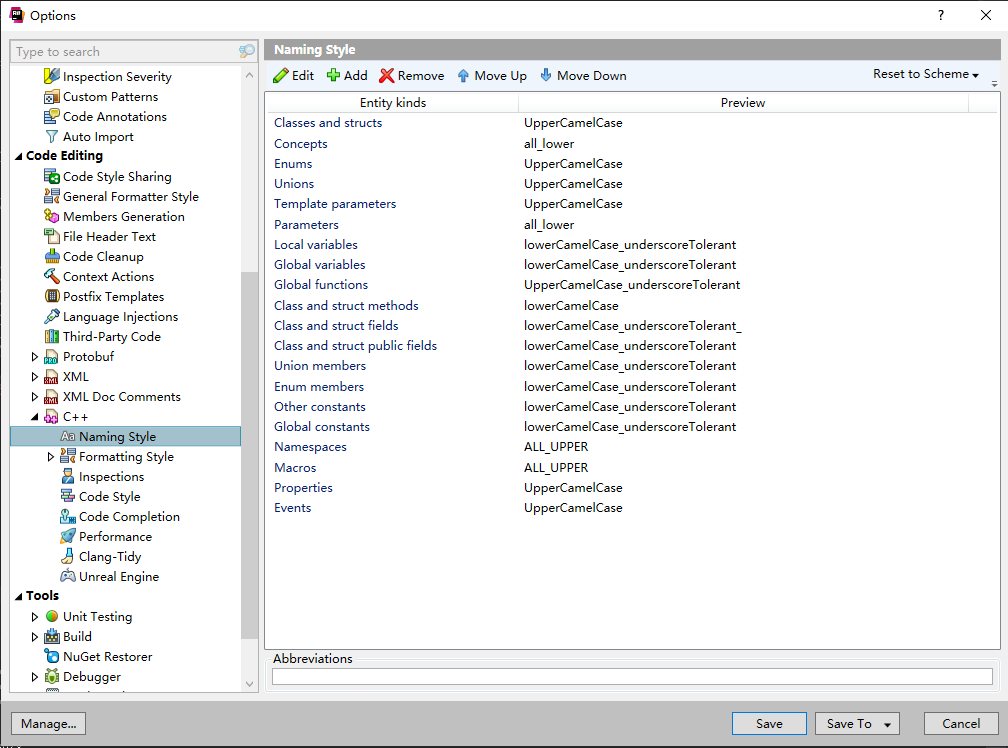 Options
?
Type to search
Inspection Severity
Custom Patterns
Code Annotations
Auto Import
Code Editing
Code Style Sharing
General Formatter Style
Members Generation
File Header Text
Code Cleanup
Context Actions
Postfix Templates
Language Injections
Third-Party Code
Protobuf
XML
XML Doc Comments
C++
Naming Style
Formatting Style
Inspections
Code Style
Code Completion
Performance
Clang-Tidy
Unreal Engine
Tools
Unit Testing
Build
NuGet Restorer
Debugger
Naming Style
Edit Add Remove Move Up Move Down Reset to Scheme
Entity kinds Preview
Classes and structs UpperCamelCase
Concepts all_lower
Enums UpperCamelCase
Unions UpperCamelCase
Template parameters UpperCamelCase
Parameters all_lower
Local variables lowerCamelCase_underscoreTolerant
Global variables lowerCamelCase_underscoreTolerant
Global functions UpperCamelCase_underscoreTolerant
Class and struct methods lowerCamelCase
Class and struct fields lowerCamelCase_underscoreTolerant_
Class and struct public fields lowerCamelCase_underscoreTolerant
Union members lowerCamelCase_underscoreTolerant
Enum members lowerCamelCase_underscoreTolerant
Other constants lowerCamelCase_underscoreTolerant
Global constants lowerCamelCase_underscoreTolerant
Namespaces ALL_UPPER
Macros ALL_UPPER
Properties UpperCamelCase
Events UpperCamelCase
Abbreviations
Manage... Save Save To Cancel